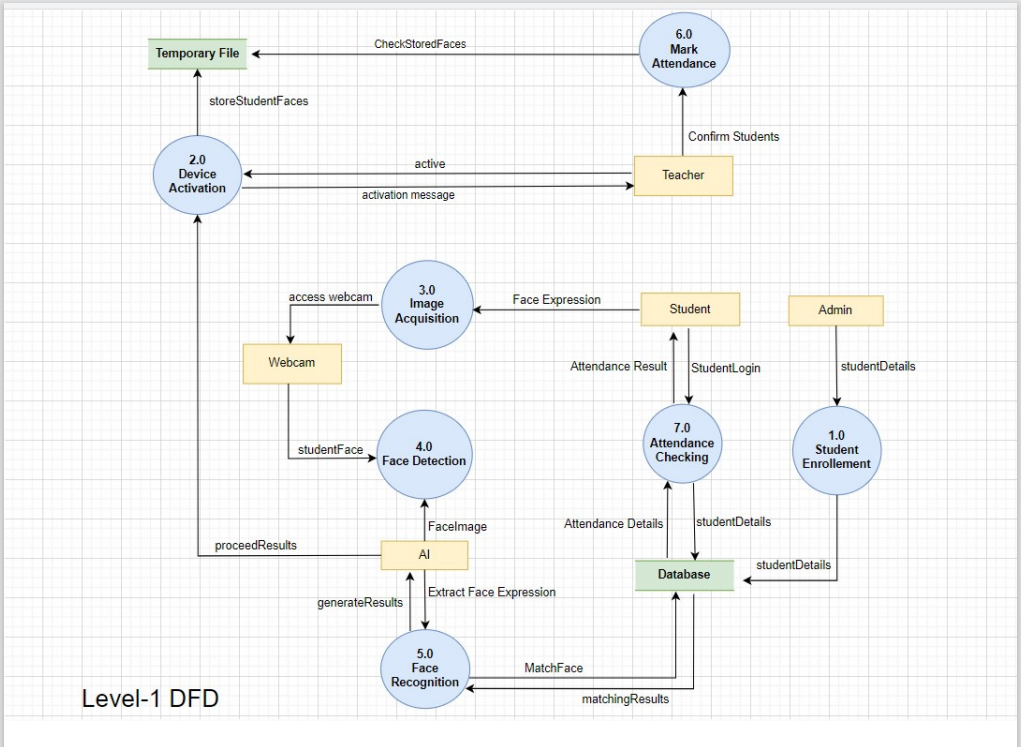 6.0
Mark
Attendance
CheckStoredFaces
Temporary File
storeStudentFaces
Confirm Students
2.0
Device
Activation
active
activation message
Teacher
3.0
Image
Acquisition
access webcam
Face Expression
Student
Admin
Webcam
Attendance Result
StudentLogin
studentDetails
4.0
Face Detection
studentFace
7.0
Attendance
Checking
1.0
Student
Enrollement
FaceImage
Attendance Details
studentDetails
proceedResults
AI
Database
studentDetails
generateResults
Extract Face Expression
5.0
Face
Recognition
MatchFace
matchingResults
Level-1 DFD